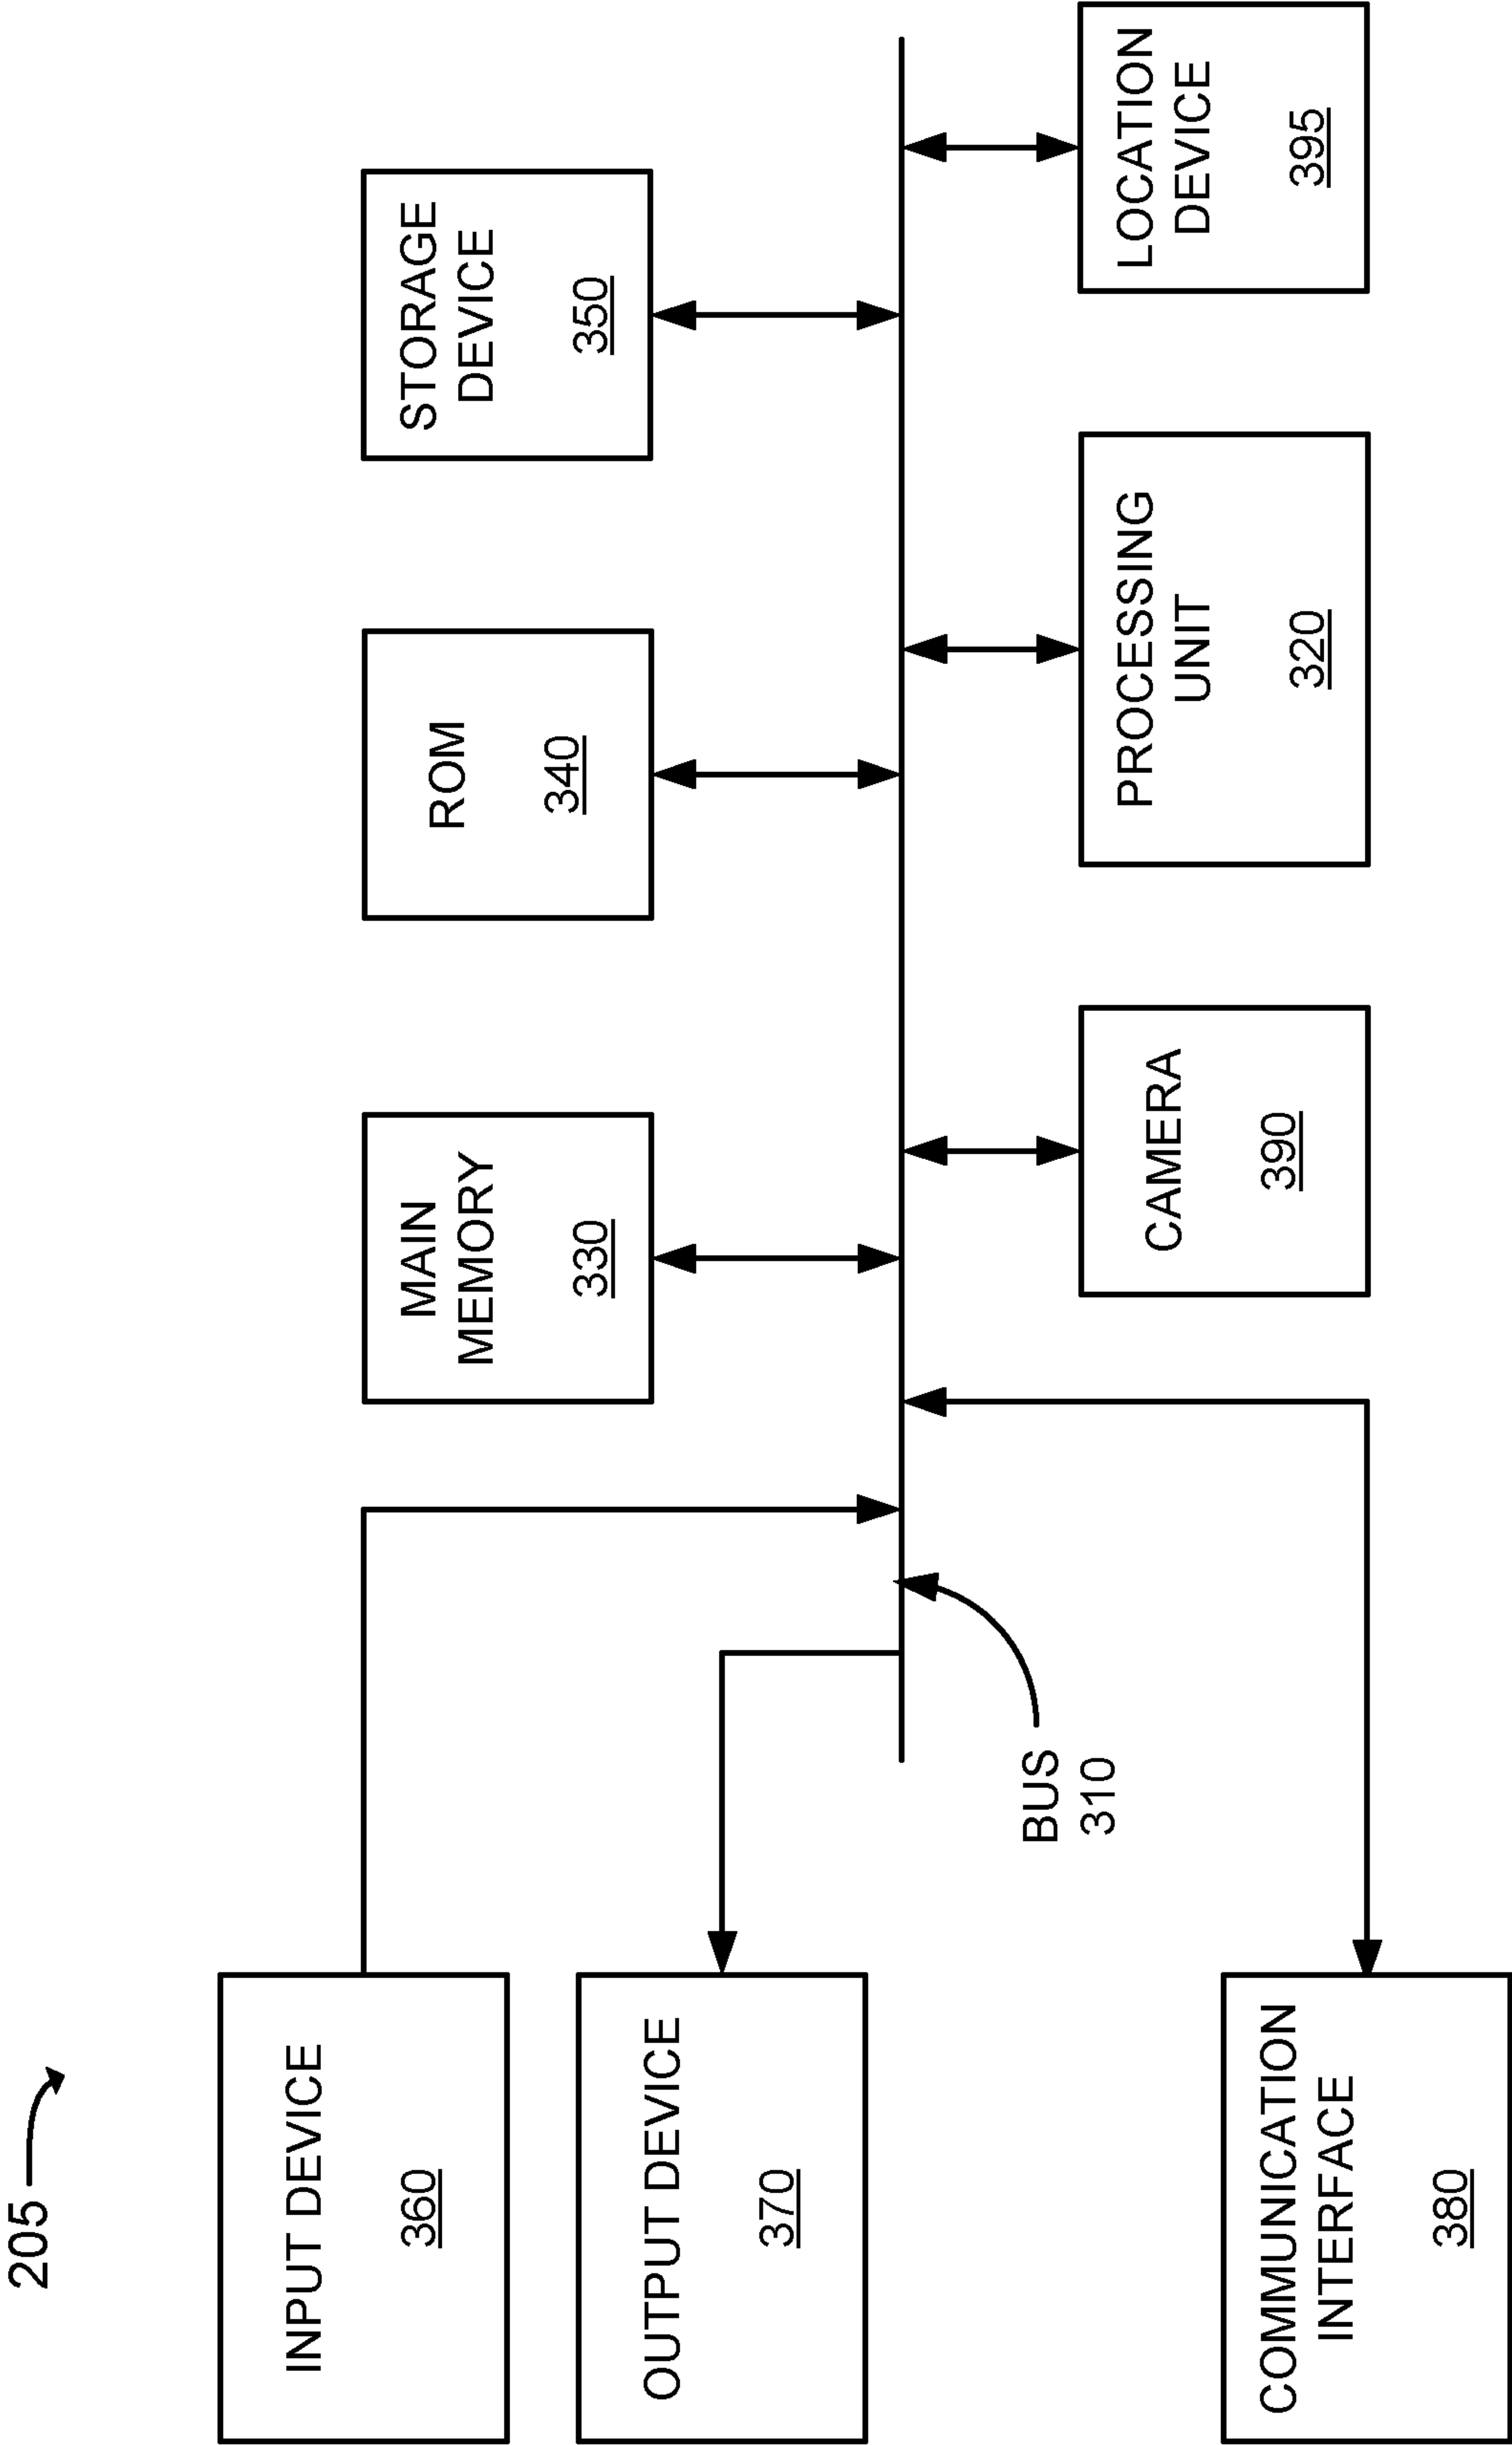 205
INPUT DEVICE
360
OUTPUT DEVICE
370
COMMUNICATION
INTERFACE
380
BUS
310
MAIN
MEMORY
330
ROM
340
STORAGE
DEVICE
350
CAMERA
390
PROCESSING
UNIT
320
LOCATION
DEVICE
395